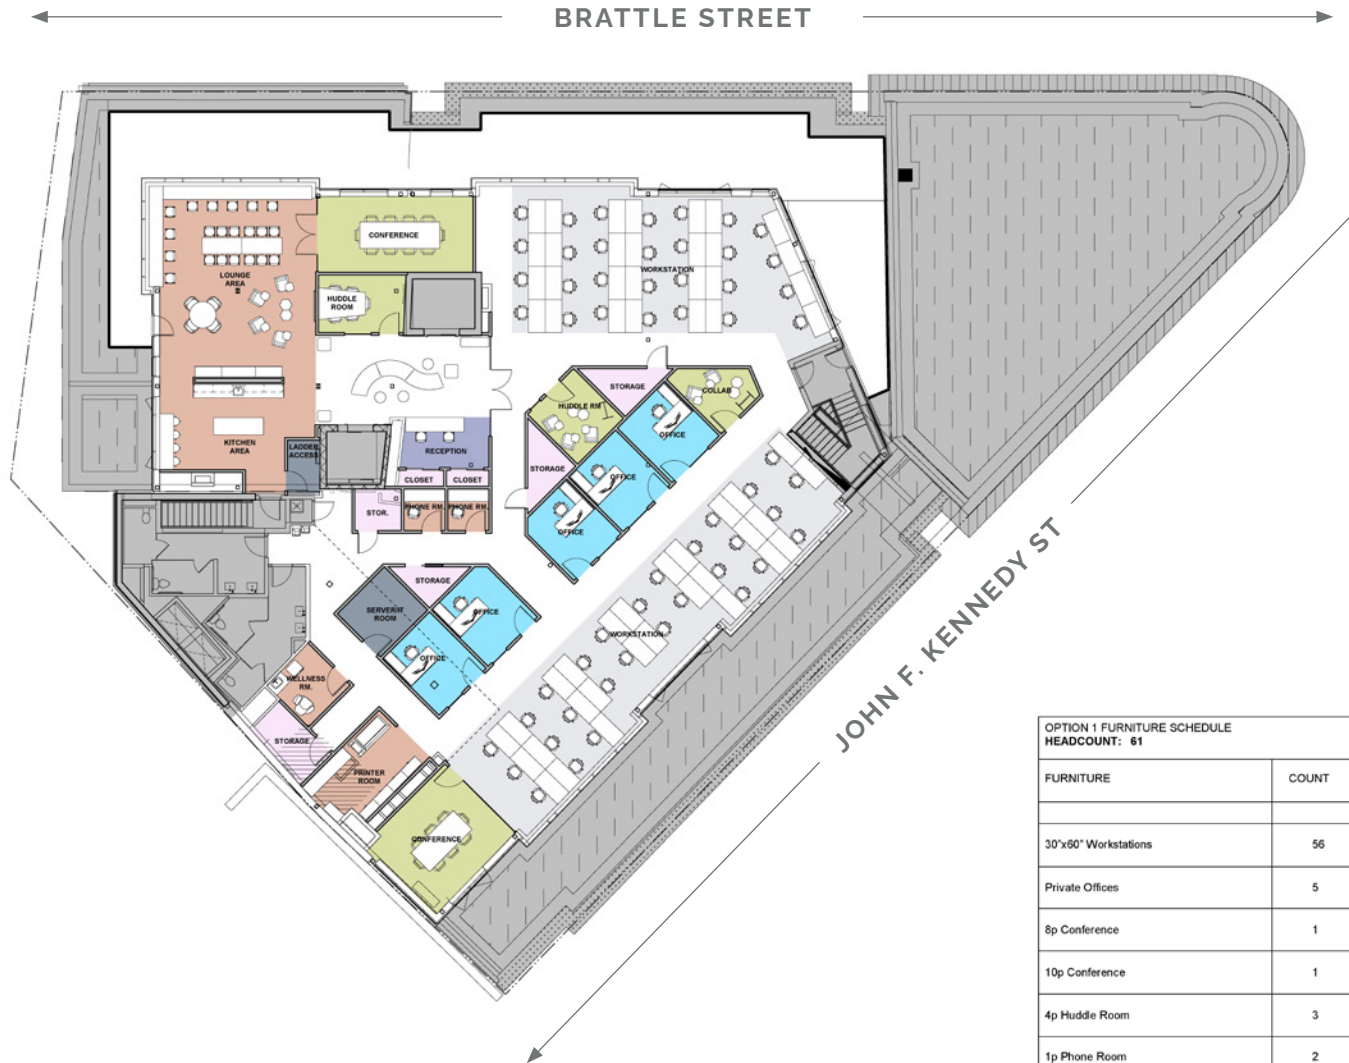 BRATTLE STREET
CONFERENCE
LOUNGE
AREA
WORKSTATION
HUDDLE
ROOM
STORAGE
COLLAB
HUDDLE RM
OFFICE
KITCHEN
AREA
LADDER
ACCESS
RECEPTION
STORAGE
OFFICE
CLOSET
CLOSET
STOR.
PHONE RM.
PHONE RM.
OFFICE
STORAGE
SERVER/IT
ROOM
OFFICE
WORKSTATION
OFFICE
WELLNESS
RM.
STORAGE
PRINTER
ROOM
CONFERENCE
JOHN F. KENNEDY ST
OPTION 1 FURNITURE SCHEDULE
HEADCOUNT: 61
FURNITURE COUNT
30"x60" Workstations 56
Private Offices 5
8p Conference 1
10p Conference 1
4p Huddle Room 3
1p Phone Room 2